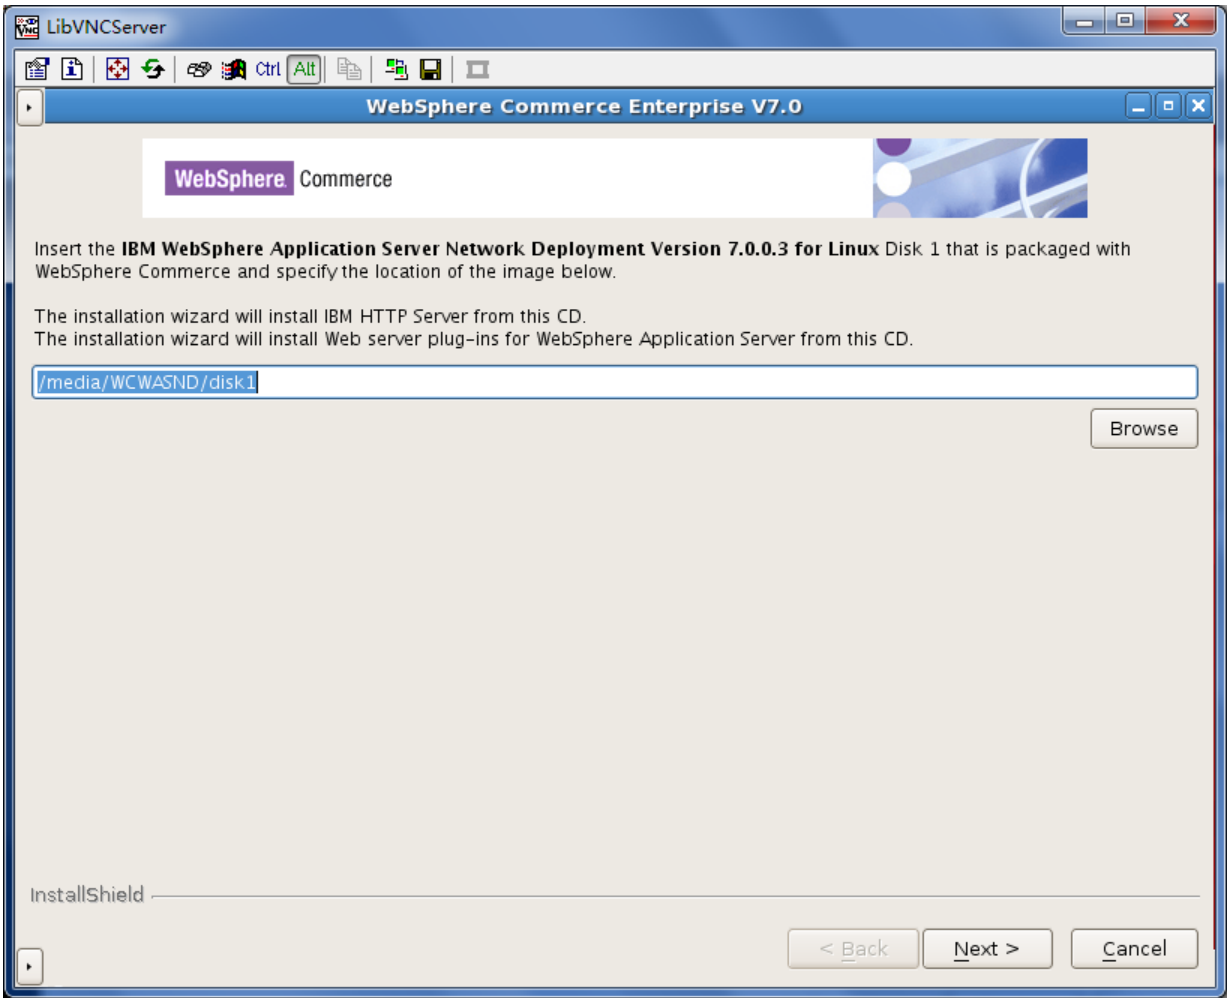 LibVNCServer
Ctrl Alt
WebSphere Commerce Enterprise V7.0
WebSphere. Commerce
Insert the IBM WebSphere Application Server Network Deployment Version 7.0.0.3 for Linux Disk 1 that is packaged with
WebSphere Commerce and specify the location of the image below.
The installation wizard will install IBM HTTP Server from this CD.
The installation wizard will install Web server plug-ins for WebSphere Application Server from this CD.
/media/WCWASND/disk1
Browse
InstallShield
< Back Next > Cancel